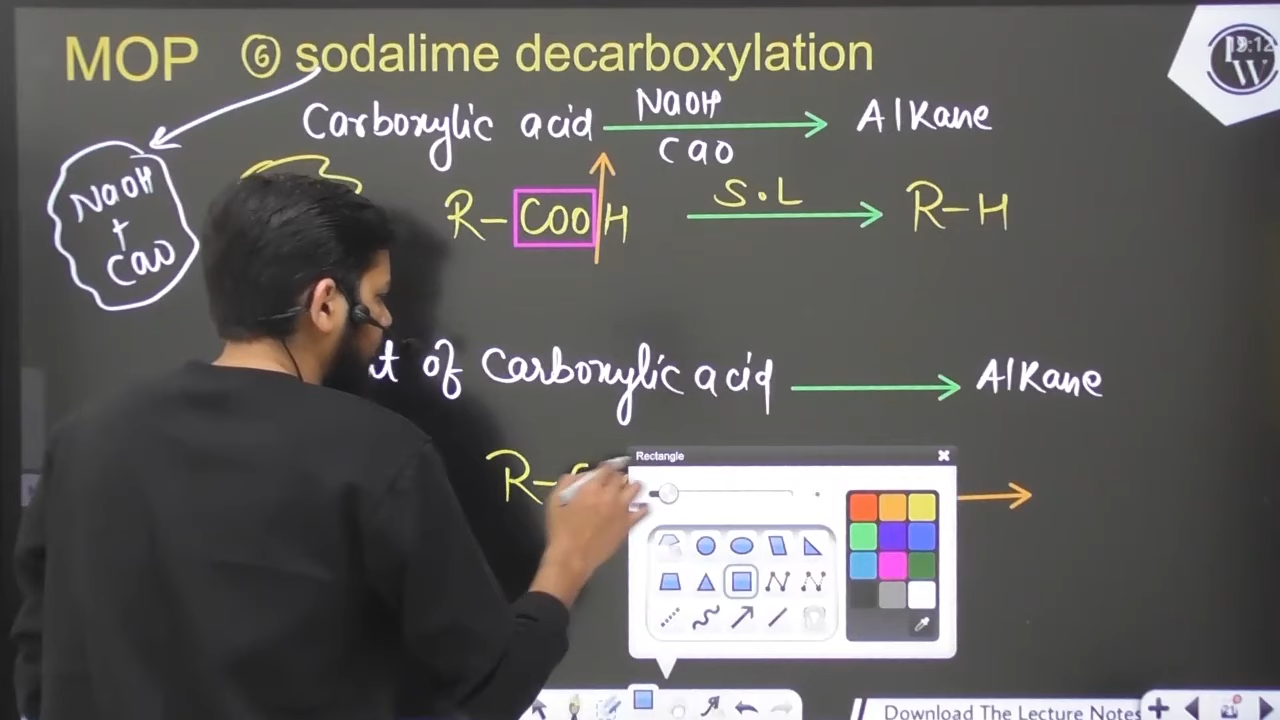 MOP ⑥ sodalime decarboxylation
Carboxylic acid NaOH CaO Alkane
NaOH
+
CaO
R-COOH S.L R-H
of Carboxylic acid Alkane
R-
Rectangle
Download The Lecture Notes